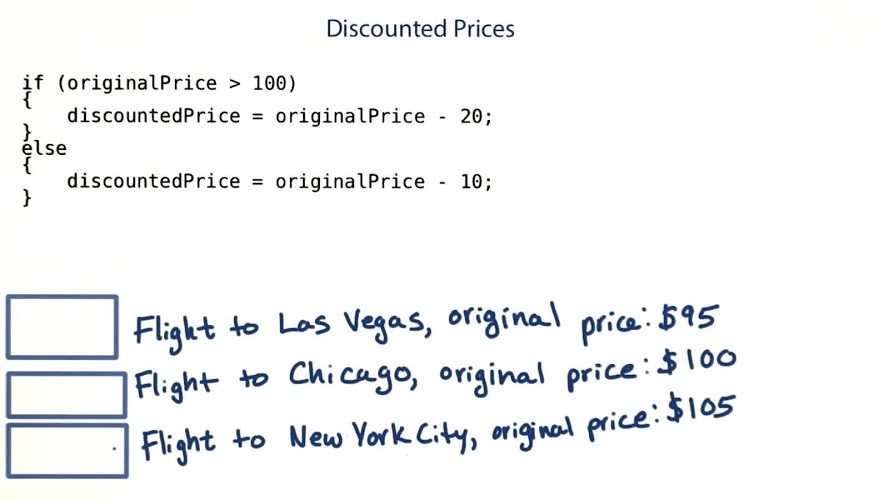 Discounted Prices
if (originalPrice > 100)
{
    discountedPrice = originalPrice - 20;
}
else
{
    discountedPrice = originalPrice - 10;
}
Flight to Las Vegas, original price: $95
Flight to Chicago, original price: $100
Flight to New York City, original price: $105